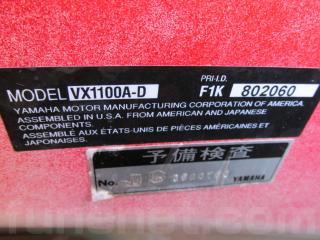 PRI-I.D.
MODEL VX1100A-D F1K 802060
YAMAHA MOTOR MANUFACTURING CORPORATION OF AMERICA.
ASSEMBLED IN U.S.A. FROM AMERICAN AND JAPANESE
COMPONENTS.
ASSEMBLÉ AUX ÉTATS-UNIS DE PIÈCES AMÉRICAINES ET
JAPONAISES.
予備検査
No. YAMAHA